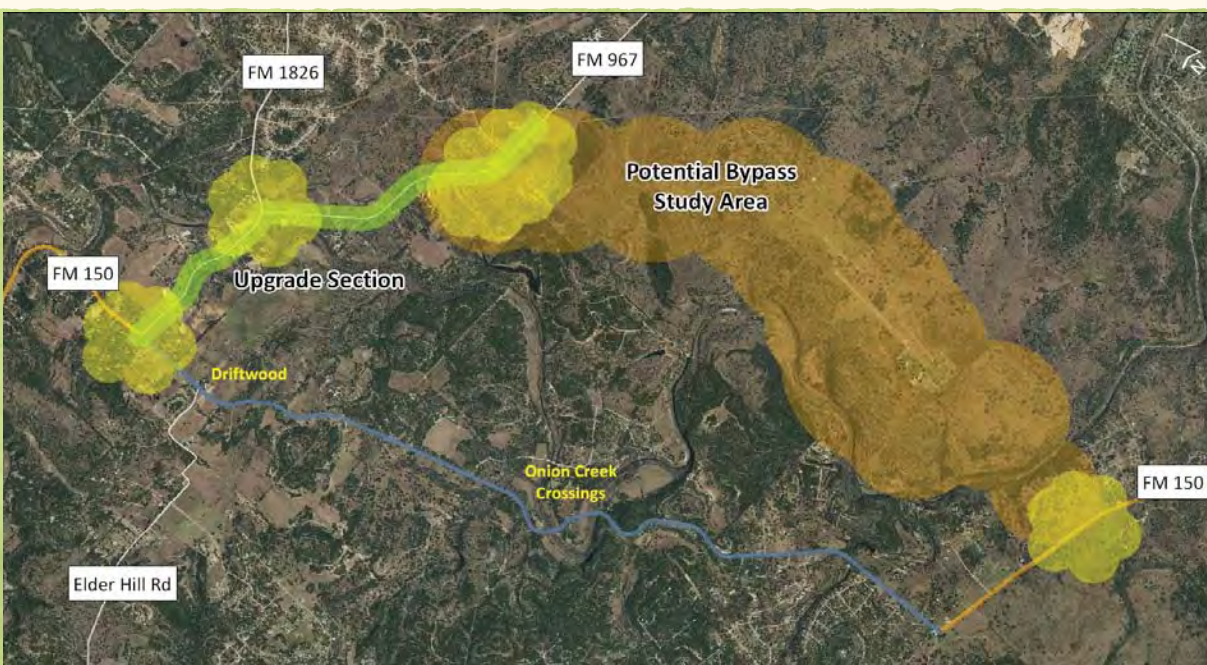 FM 967
FM 1826
N
Potential Bypass
Study Area
FM 150
Upgrade Section
Driftwood
Onion Creek
Crossings
FM 150
Elder Hill Rd